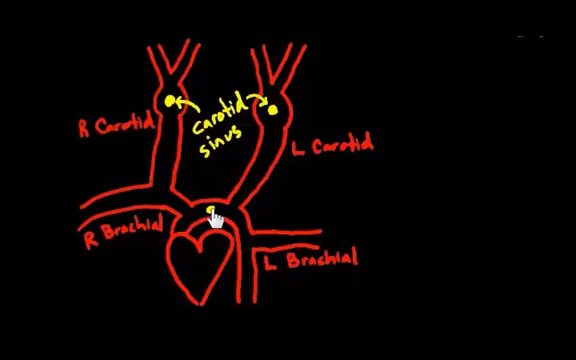 carotid
sinus
R Carotid
L Carotid
R Brachial
L Brachial